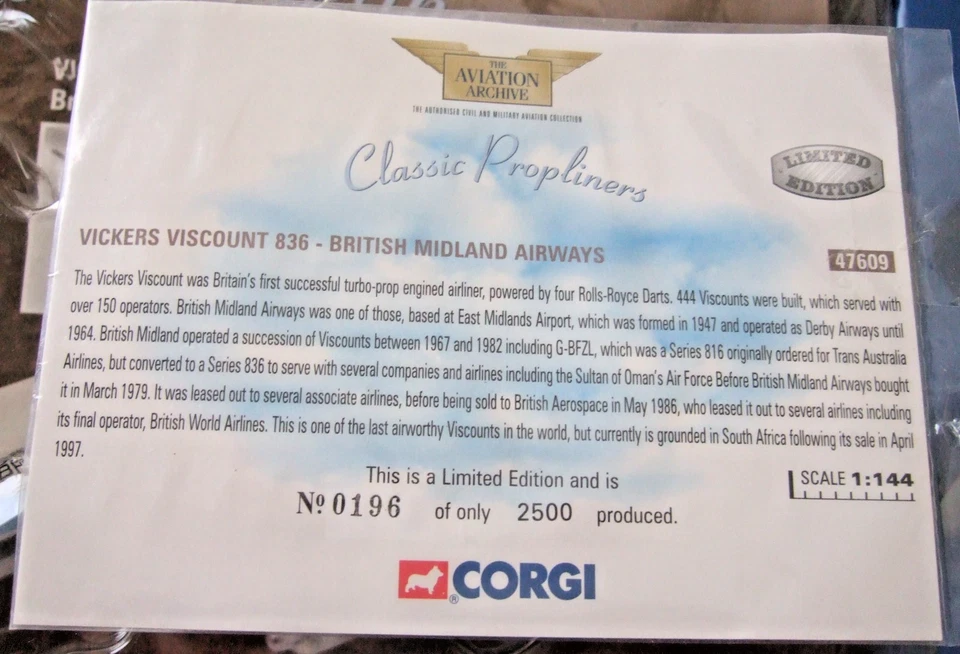 THE
AVIATION
ARCHIVE
THE AUTHORISED CIVIL AND MILITARY AVIATION COLLECTION
Classic Propliners
LIMITED
EDITION
VICKERS VISCOUNT 836 - BRITISH MIDLAND AIRWAYS
47609
The Vickers Viscount was Britain's first successful turbo-prop engined airliner, powered by four Rolls-Royce Darts. 444 Viscounts were built, which served with
over 150 operators. British Midland Airways was one of those, based at East Midlands Airport, which was formed in 1947 and operated as Derby Airways until
1964. British Midland operated a succession of Viscounts between 1967 and 1982 including G-BFZL, which was a Series 816 originally ordered for Trans Australia
Airlines, but converted to a Series 836 to serve with several companies and airlines including the Sultan of Oman's Air Force Before British Midland Airways bought
it in March 1979. It was leased out to several associate airlines, before being sold to British Aerospace in May 1986, who leased it out to several airlines including
its final operator, British World Airlines. This is one of the last airworthy Viscounts in the world, but currently is grounded in South Africa following its sale in April
1997.
This is a Limited Edition and is
No 0196 of only 2500 produced.
SCALE 1:144
CORGI
®